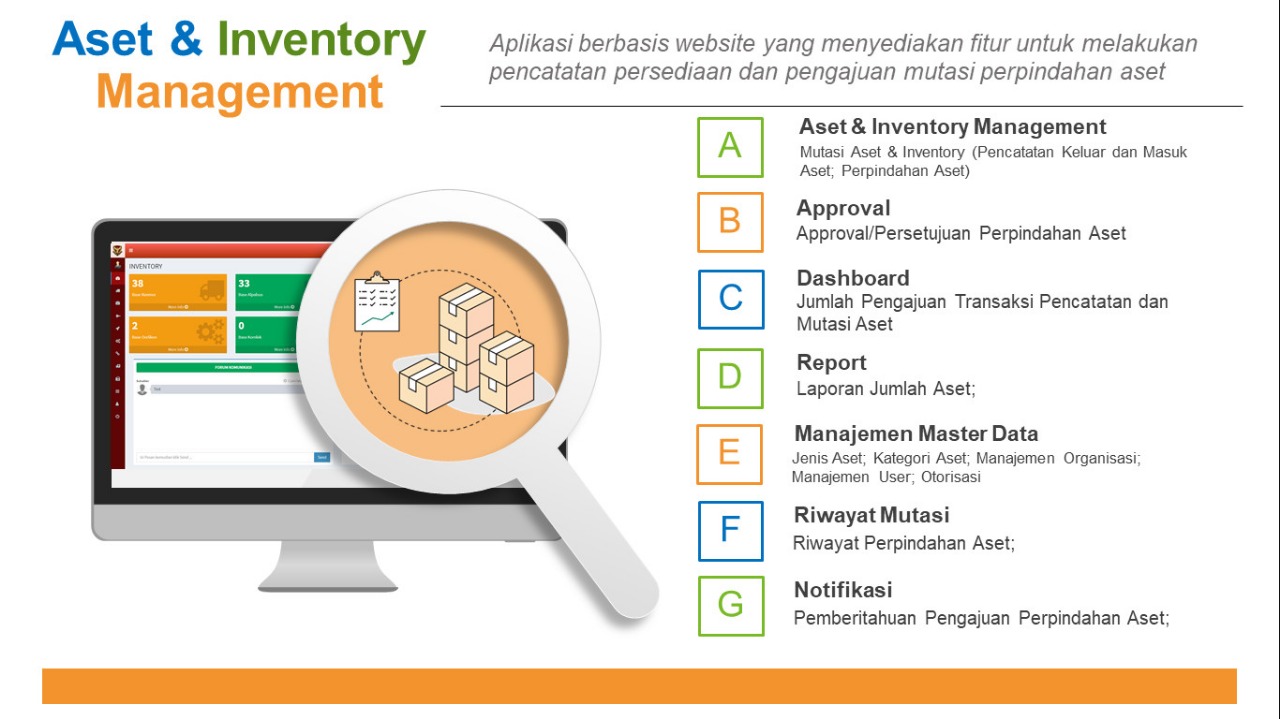 Aset & Inventory
Management
Aplikasi berbasis website yang menyediakan fitur untuk melakukan
pencatatan persediaan dan pengajuan mutasi perpindahan aset
A
Aset & Inventory Management
Mutasi Aset & Inventory (Pencatatan Keluar dan Masuk
Aset; Perpindahan Aset)
B
Approval
Approval/Persetujuan Perpindahan Aset
C
Dashboard
Jumlah Pengajuan Transaksi Pencatatan dan
Mutasi Aset
D
Report
Laporan Jumlah Aset;
E
Manajemen Master Data
Jenis Aset; Kategori Aset; Manajemen Organisasi;
Manajemen User; Otorisasi
F
Riwayat Mutasi
Riwayat Perpindahan Aset;
G
Notifikasi
Pemberitahuan Pengajuan Perpindahan Aset;
INVENTORY
38
33
2
0
FORUM KOMUNIKASI